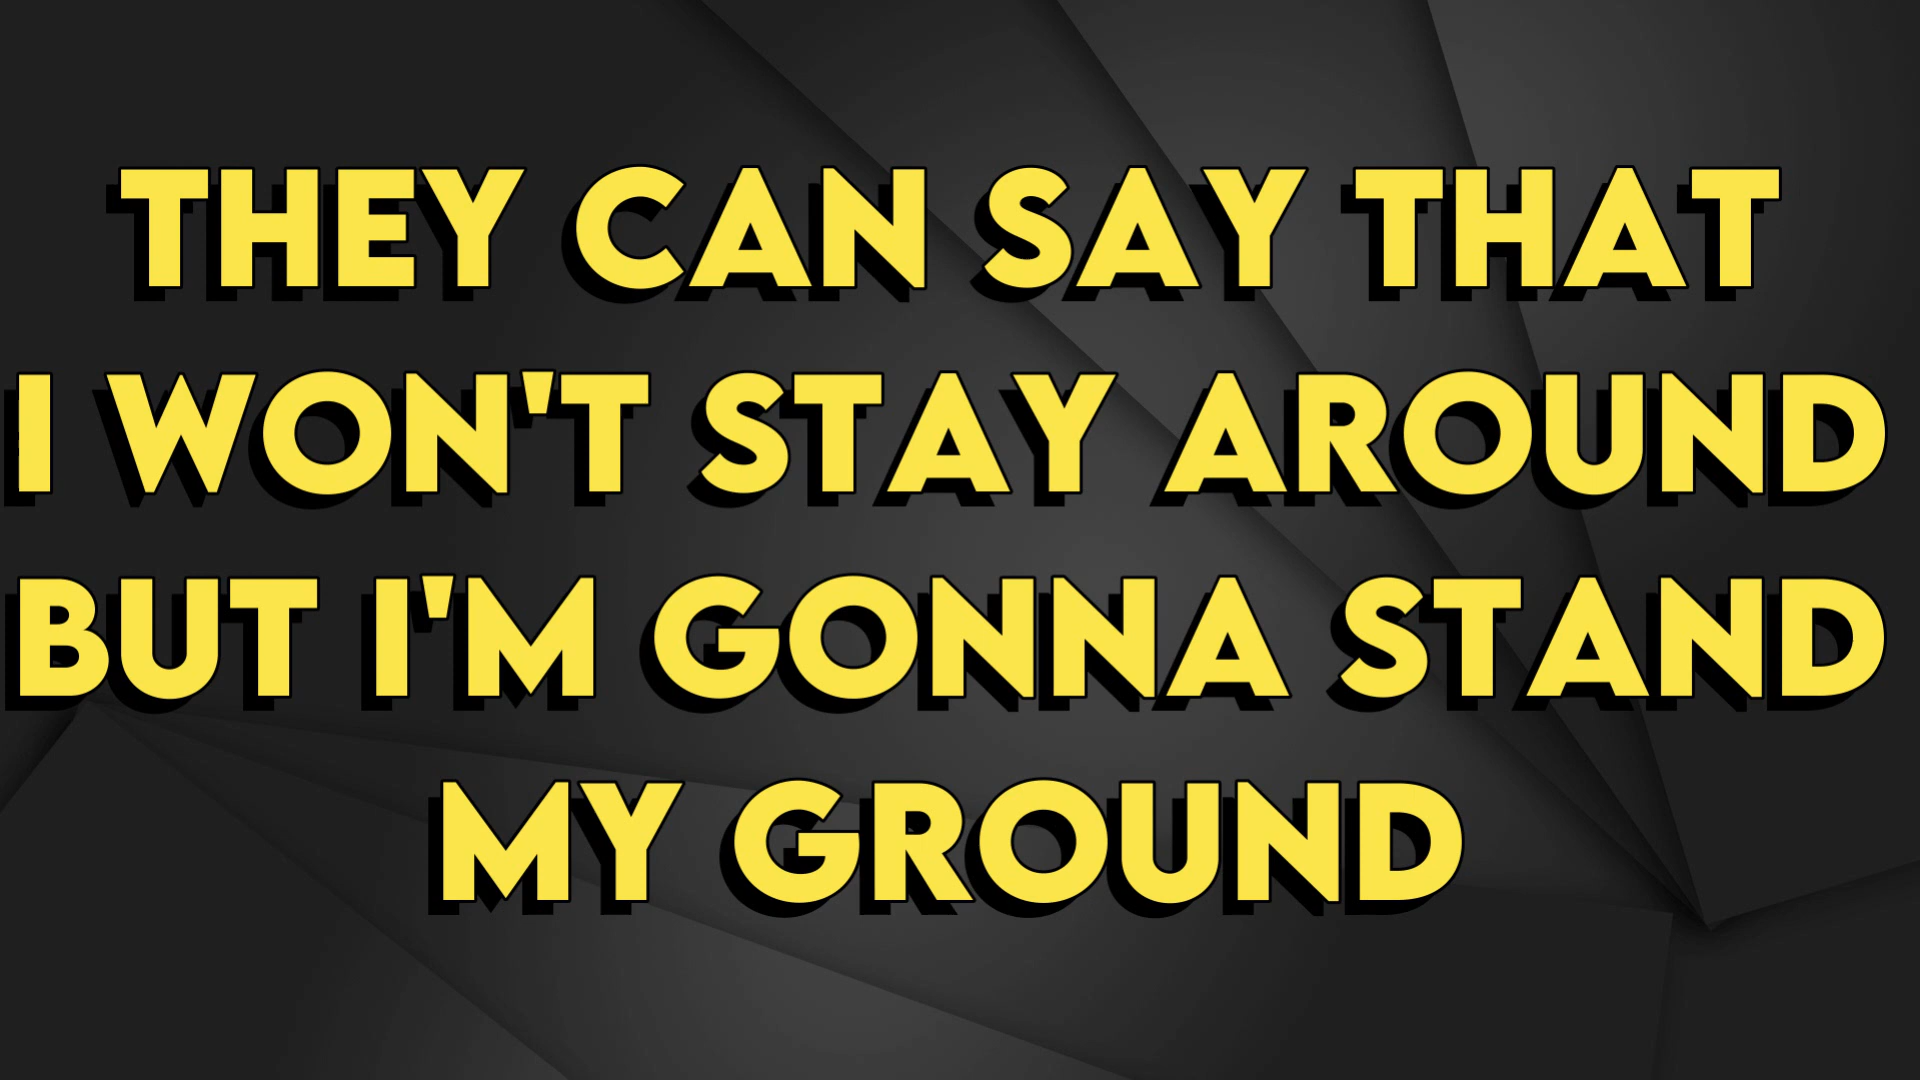 THEY CAN SAY THAT
I WON'T STAY AROUND
BUT I'M GONNA STAND
MY GROUND